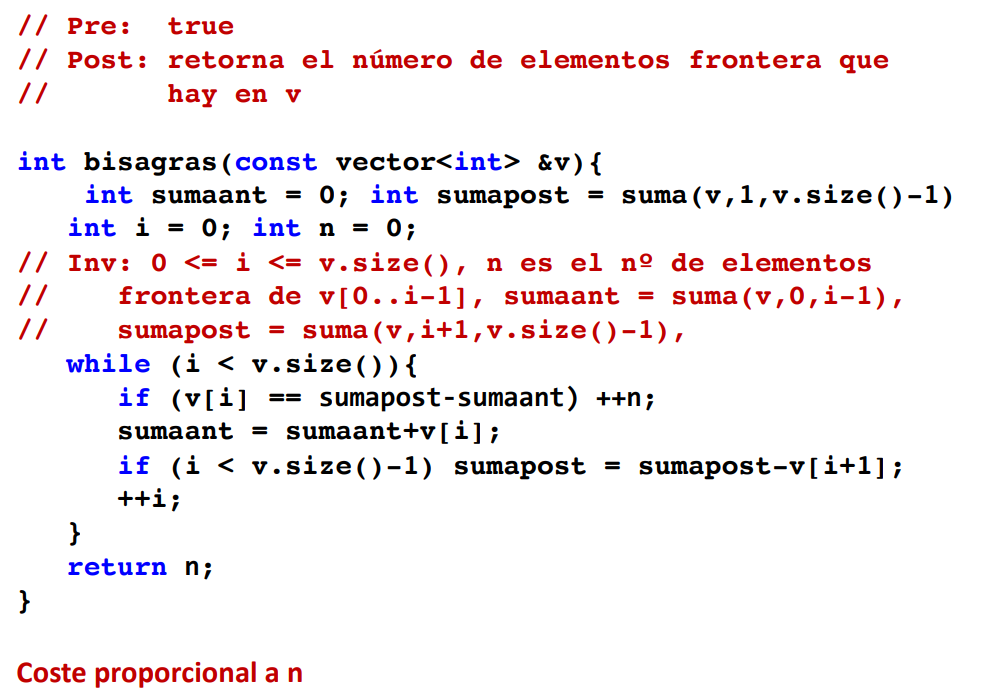 // Pre:  true
// Post: retorna el número de elementos frontera que
//       hay en v
int bisagras(const vector<int> &v){
    int sumaant = 0; int sumapost = suma(v,1,v.size()-1)
   int i = 0; int n = 0;
// Inv: 0 <= i <= v.size(), n es el nº de elementos
//    frontera de v[0..i-1], sumaant = suma(v,0,i-1),
//    sumapost = suma(v,i+1,v.size()-1),
   while (i < v.size()){
      if (v[i] == sumapost-sumaant) ++n;
      sumaant = sumaant+v[i];
      if (i < v.size()-1) sumapost = sumapost-v[i+1];
      ++i;
   }
   return n;
}
Coste proporcional a n